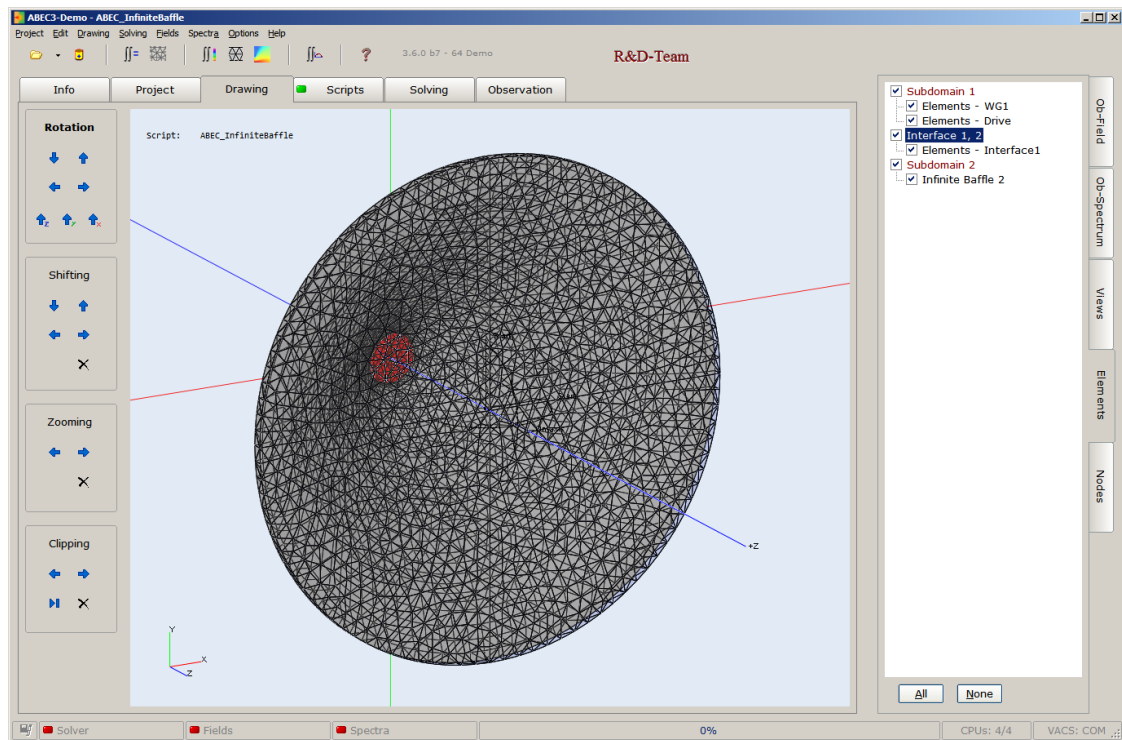 ABEC3-Demo - ABEC_InfiniteBaffle
Project Edit Drawing Solving Fields Spectra Options Help
3.6.0 b7 - 64 Demo
R&D-Team
Info Project Drawing Scripts Solving Observation
Rotation
z y x
Shifting
Zooming
Clipping
Script: ABEC_InfiniteBaffle
+Z
Y
X
Z
Subdomain 1
Elements - WG1
Elements - Drive
Interface 1, 2
Elements - Interface1
Subdomain 2
Infinite Baffle 2
All None
Ob-Field
Ob-Spectrum
Views
Elements
Nodes
Solver Fields Spectra 0% CPUs: 4/4 VACS: COM